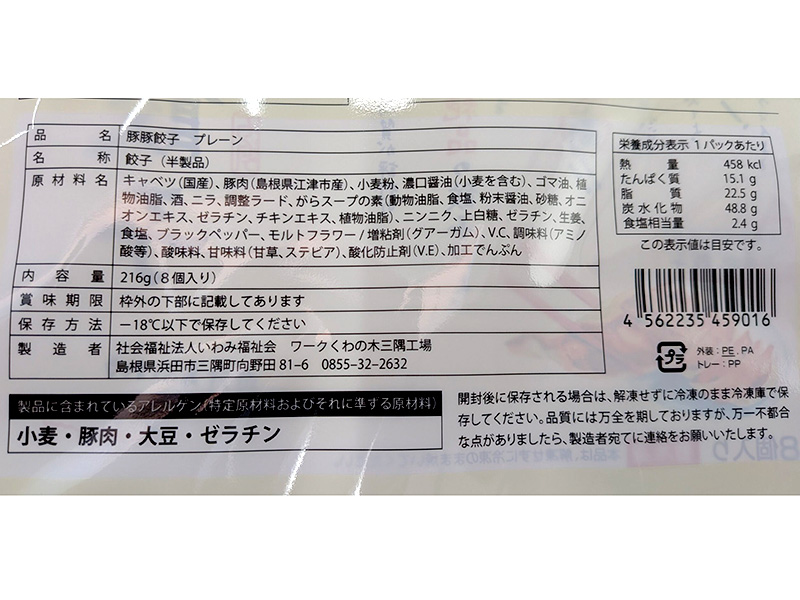 品名 豚豚餃子 プレーン
名称 餃子（半製品）
原材料名 キャベツ（国産）、豚肉（島根県江津市産）、小麦粉、濃口醤油（小麦を含む）、ゴマ油、植
物油脂、酒、ニラ、調整ラード、がらスープの素（動物油脂、食塩、粉末醤油、砂糖、オニ
オンエキス、ゼラチン、チキンエキス、植物油脂）、ニンニク、上白糖、ゼラチン、生姜、
食塩、ブラックペッパー、モルトフラワー / 増粘剤（グアーガム）、V.C、調味料（アミノ
酸等）、酸味料、甘味料（甘草、ステビア）、酸化防止剤（V.E）、加工でんぷん
内容量 216g（8個入り）
賞味期限 枠外の下部に記載してあります
保存方法 －18℃以下で保存してください
製造者 社会福祉法人いわみ福祉会 ワークくわの木三隅工場
島根県浜田市三隅町向野田 81-6 0855-32-2632
製品に含まれているアレルゲン（特定原材料およびそれに準ずる原材料）
小麦・豚肉・大豆・ゼラチン
栄養成分表示 1パックあたり
熱量 458 kcl
たんぱく質 15.1 g
脂質 22.5 g
炭水化物 48.8 g
食塩相当量 2.4 g
この表示値は目安です。
4 562235 459016
プラ
外装：PE、PA
トレー：PP
開封後に保存される場合は、解凍せずに冷凍のまま冷凍庫で保
存してください。品質には万全を期しておりますが、万一不都合
な点がありましたら、製造者宛てに連絡をお願いいたします。